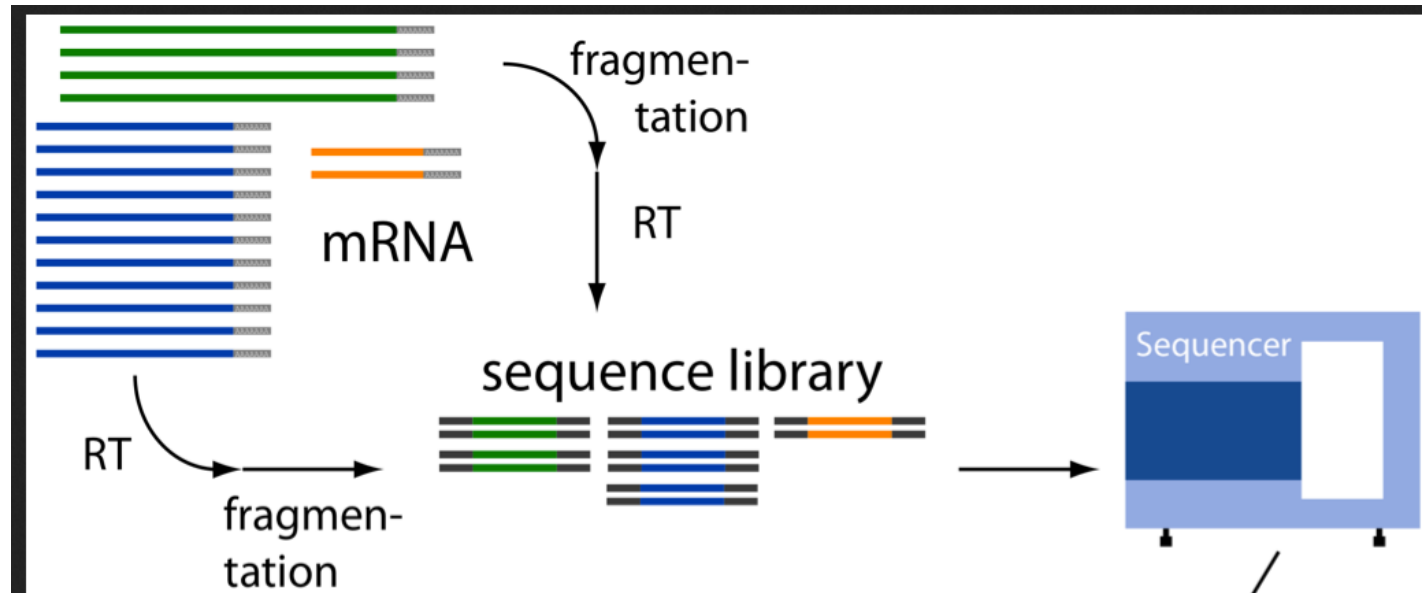 fragmen-
tation
mRNA
RT
sequence library
Sequencer
RT
fragmen-
tation